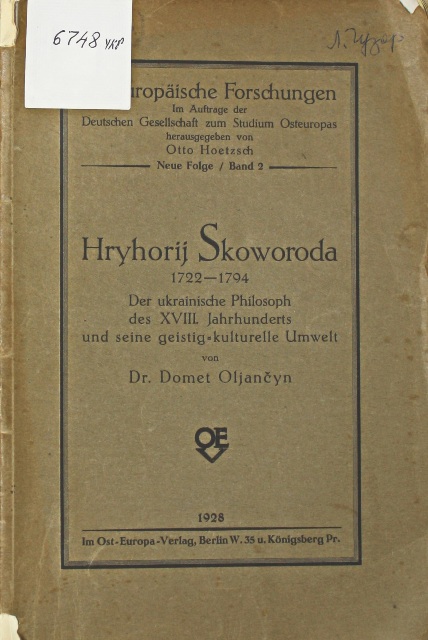 6748 укр
Л. Гузар
uropäische Forschungen
Im Auftrage der
Deutschen Gesellschaft zum Studium Osteuropas
herausgegeben von
Otto Hoetzsch
Neue Folge / Band 2
Hryhorij Skoworoda
1722—1794
Der ukrainische Philosoph
des XVIII. Jahrhunderts
und seine geistig-kulturelle Umwelt
von
Dr. Domet Oljančyn
OE
1928
Im Ost-Europa-Verlag, Berlin W. 35 u. Königsberg Pr.